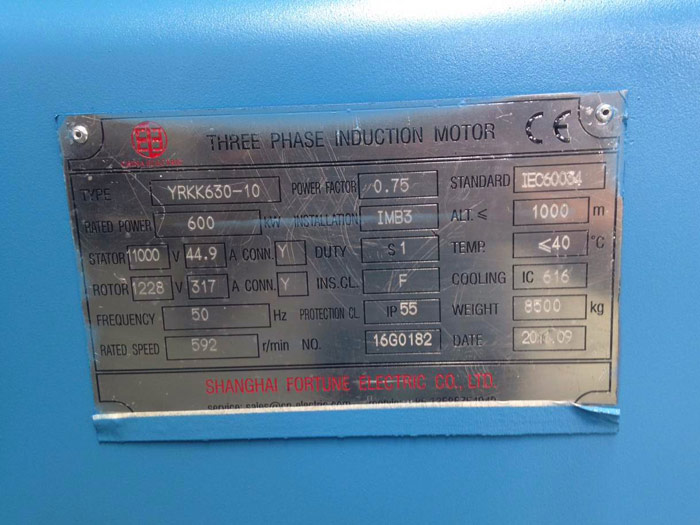 THREE PHASE INDUCTION MOTOR CE
TYPE YRKK630-10 POWER FACTOR 0.75 STANDARD IEC60034
RATED POWER 600 KW INSTALLATION IMB3 ALT. ≤ 1000 m
STATOR 11000 V 44.9 A CONN. Y DUTY S1 TEMP. ≤40 °C
ROTOR 1228 V 317 A CONN. Y INS.CL. F COOLING IC 616
FREQUENCY 50 Hz PROTECTION CL. IP 55 WEIGHT 8500 kg
RATED SPEED 592 r/min NO. 16G0182 DATE
SHANGHAI FORTUNE ELECTRIC CO., LTD.